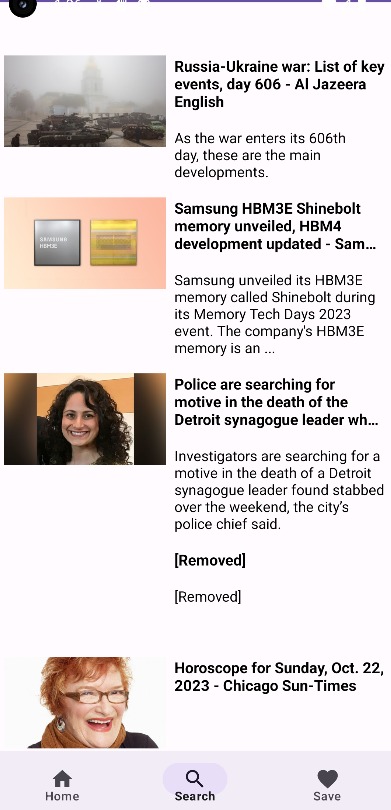 Russia-Ukraine war: List of key
events, day 606 - Al Jazeera
English
As the war enters its 606th
day, these are the main
developments.
SAMSUNG
HBM3E
Samsung HBM3E Shinebolt
memory unveiled, HBM4
development updated - Sam...
Samsung unveiled its HBM3E
memory called Shinebolt during
its Memory Tech Days 2023
event. The company's HBM3E
memory is an ...
Police are searching for
motive in the death of the
Detroit synagogue leader wh...
Investigators are searching for a
motive in the death of a Detroit
synagogue leader found stabbed
over the weekend, the city’s
police chief said.
[Removed]
[Removed]
Horoscope for Sunday, Oct. 22,
2023 - Chicago Sun-Times
Home
Search
Save